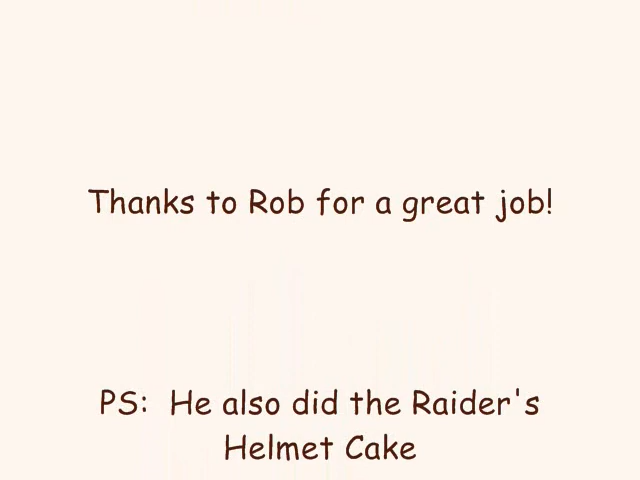 Thanks to Rob for a great job!
PS:  He also did the Raider's
Helmet Cake